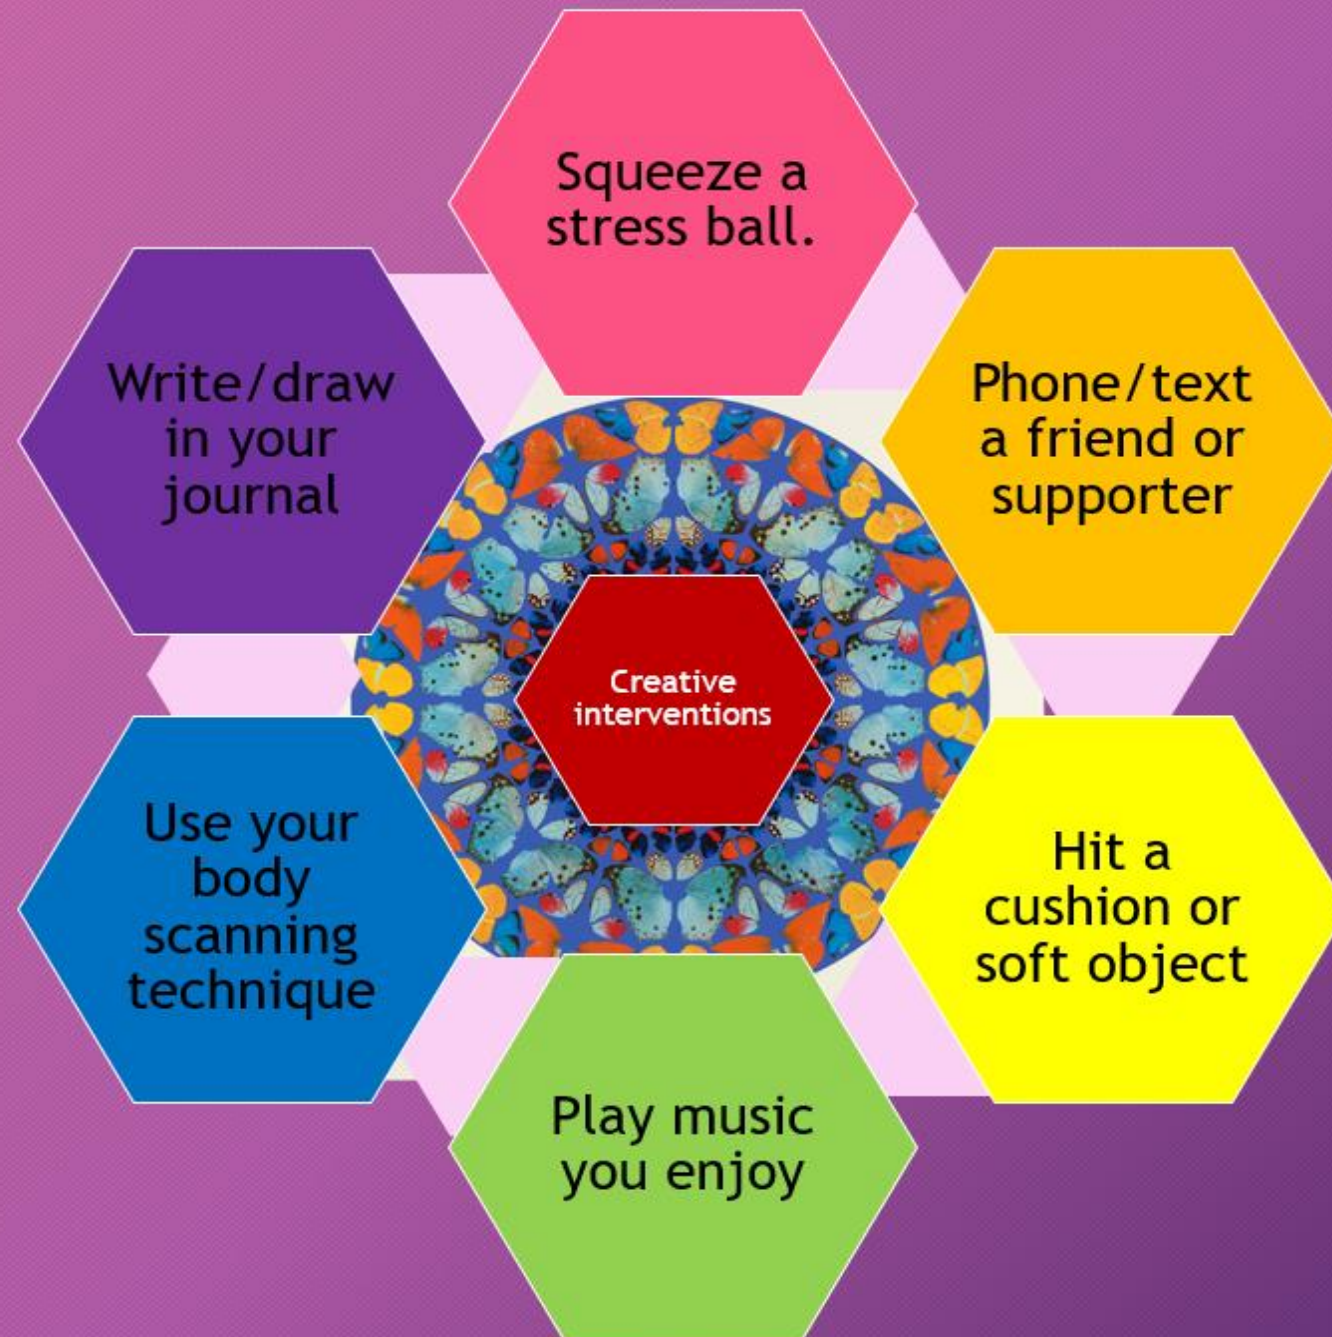 Squeeze a
stress ball.
Phone/text
a friend or
supporter
Hit a
cushion or
soft object
Play music
you enjoy
Use your
body
scanning
technique
Write/draw
in your
journal
Creative
interventions